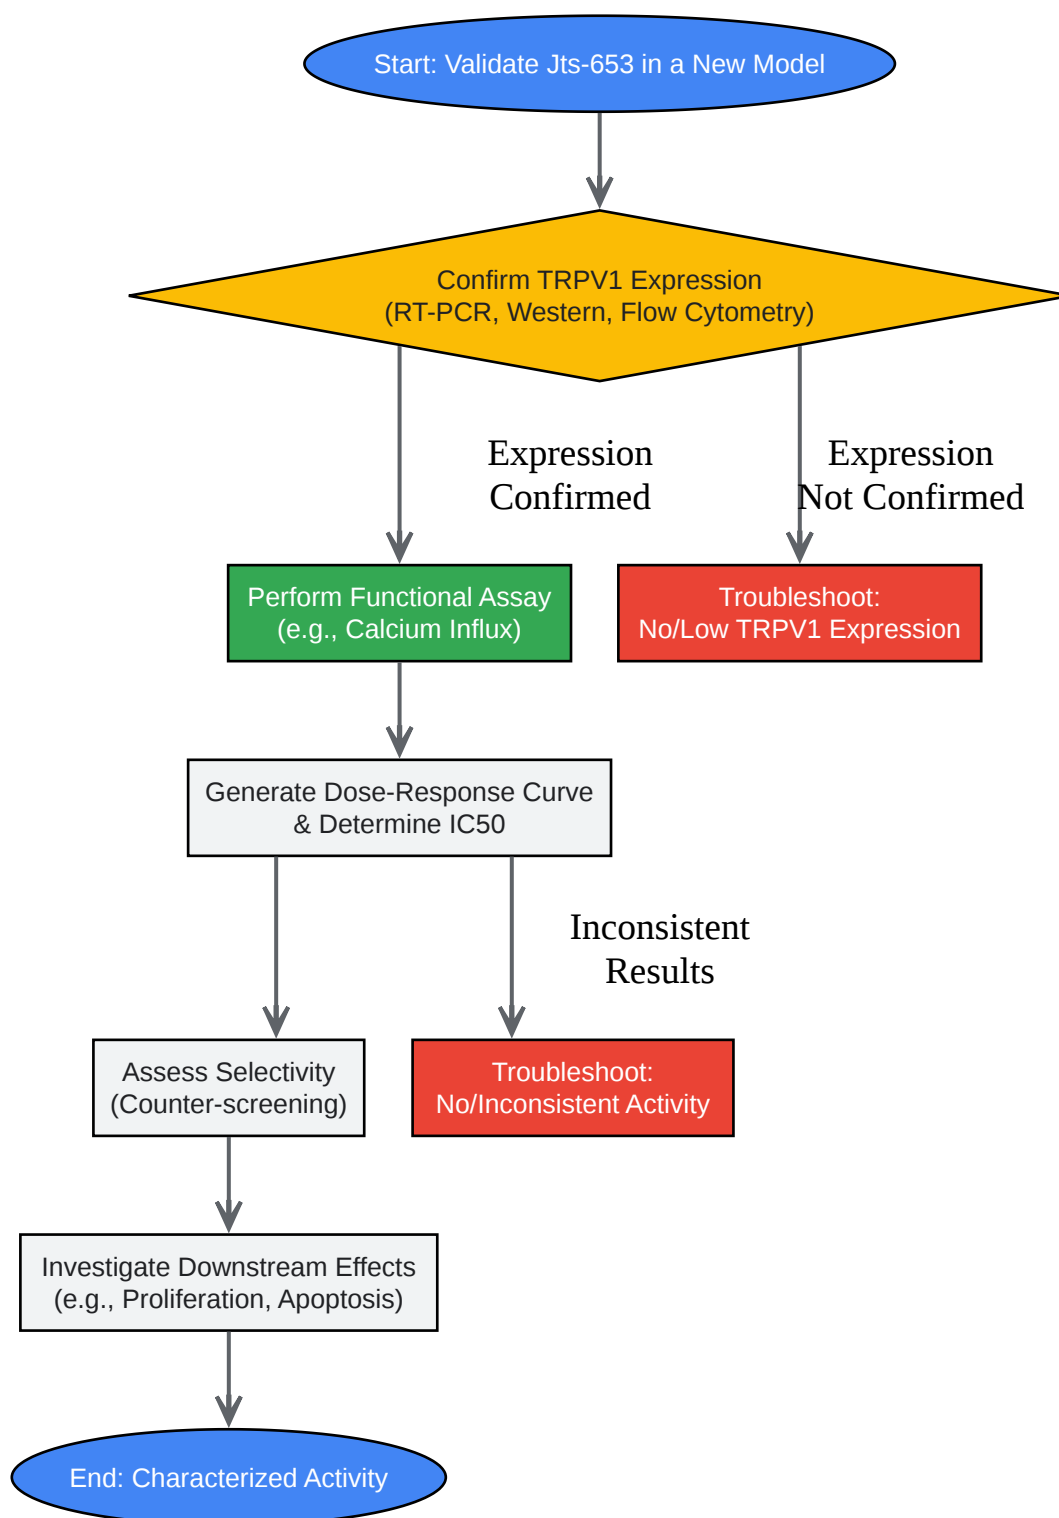 Start: Validate Jts-653 in a New Model
Confirm TRPV1 Expression
(RT-PCR, Western, Flow Cytometry)
Expression
Confirmed
Expression
Not Confirmed
Perform Functional Assay
(e.g., Calcium Influx)
Troubleshoot:
No/Low TRPV1 Expression
Generate Dose-Response Curve
& Determine IC50
Inconsistent
Results
Assess Selectivity
(Counter-screening)
Troubleshoot:
No/Inconsistent Activity
Investigate Downstream Effects
(e.g., Proliferation, Apoptosis)
End: Characterized Activity